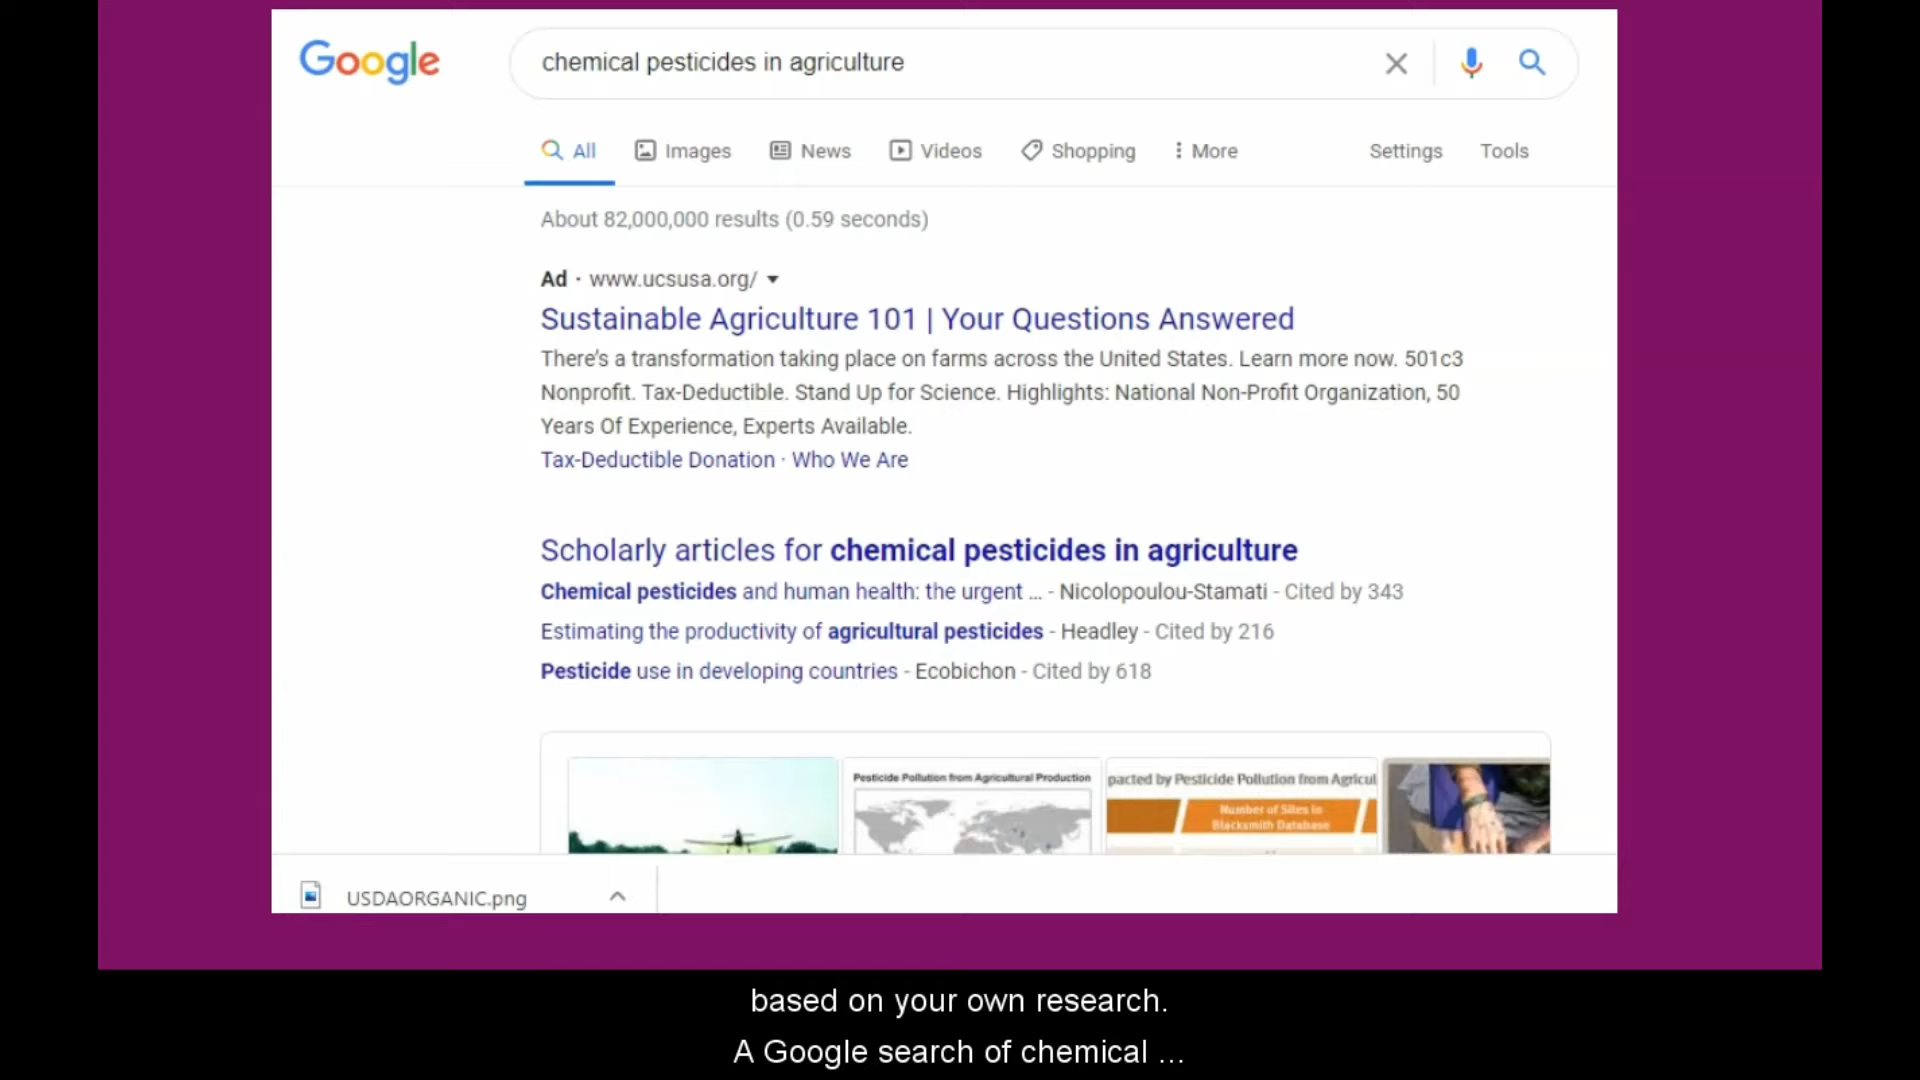 Google
chemical pesticides in agriculture
All Images News Videos Shopping More Settings Tools
About 82,000,000 results (0.59 seconds)
Ad · www.ucsusa.org/
Sustainable Agriculture 101 | Your Questions Answered
There's a transformation taking place on farms across the United States. Learn more now. 501c3
Nonprofit. Tax-Deductible. Stand Up for Science. Highlights: National Non-Profit Organization, 50
Years Of Experience, Experts Available.
Tax-Deductible Donation · Who We Are
Scholarly articles for chemical pesticides in agriculture
Chemical pesticides and human health: the urgent ... - Nicolopoulou-Stamati - Cited by 343
Estimating the productivity of agricultural pesticides - Headley - Cited by 216
Pesticide use in developing countries - Ecobichon - Cited by 618
Pesticide Pollution from Agricultural Production
pacted by Pesticide Pollution from Agricul
Number of Sites in
Blacksmith Database
USDAORGANIC.png
based on your own research.
A Google search of chemical ...